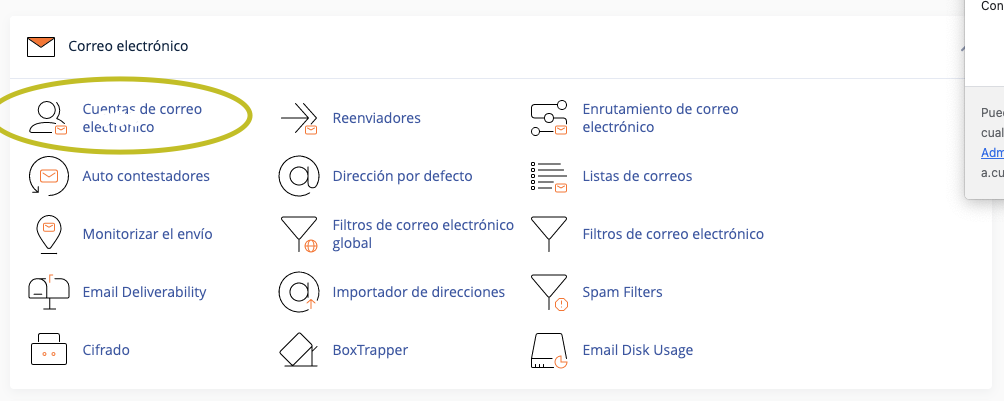 Con
Correo electrónico
Cuentas de correo
electrónico
Reenviadores
Enrutamiento de correo
electrónico
Pued
cual
Adm
a.cu
Auto contestadores
Dirección por defecto
Listas de correos
Monitorizar el envío
Filtros de correo electrónico
global
Filtros de correo electrónico
Email Deliverability
Importador de direcciones
Spam Filters
Cifrado
BoxTrapper
Email Disk Usage